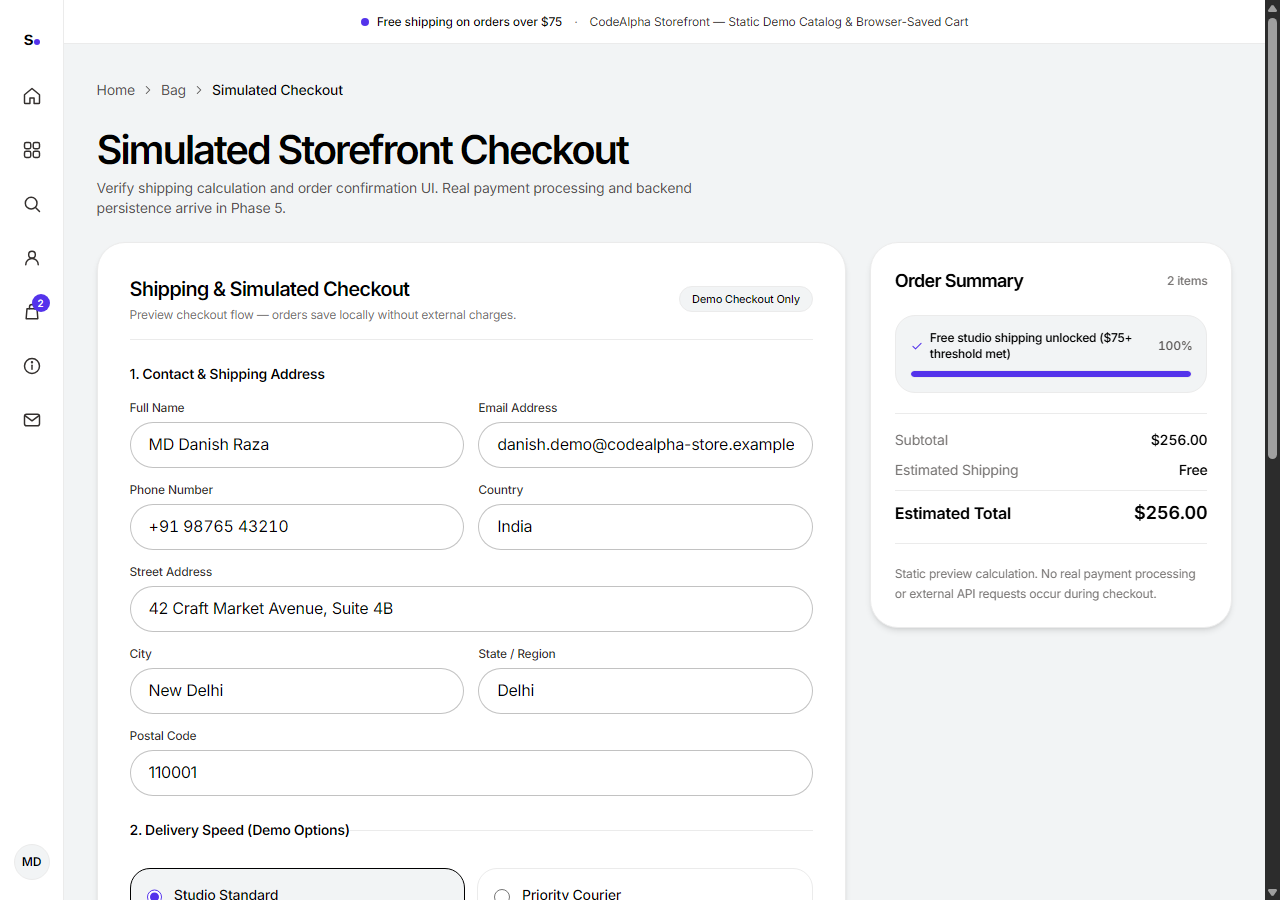 Free shipping on orders over $75 · CodeAlpha Storefront — Static Demo Catalog & Browser-Saved Cart
S.
Home > Bag > Simulated Checkout
Simulated Storefront Checkout
Verify shipping calculation and order confirmation UI. Real payment processing and backend
persistence arrive in Phase 5.
2
Shipping & Simulated Checkout
Preview checkout flow — orders save locally without external charges.
Demo Checkout Only
1. Contact & Shipping Address
Full Name
MD Danish Raza
Email Address
danish.demo@codealpha-store.example
Phone Number
+91 98765 43210
Country
India
Street Address
42 Craft Market Avenue, Suite 4B
City
New Delhi
State / Region
Delhi
Postal Code
110001
2. Delivery Speed (Demo Options)
Studio Standard
Priority Courier
Order Summary
2 items
Free studio shipping unlocked ($75+
threshold met)
100%
Subtotal $256.00
Estimated Shipping Free
Estimated Total $256.00
Static preview calculation. No real payment processing
or external API requests occur during checkout.
MD